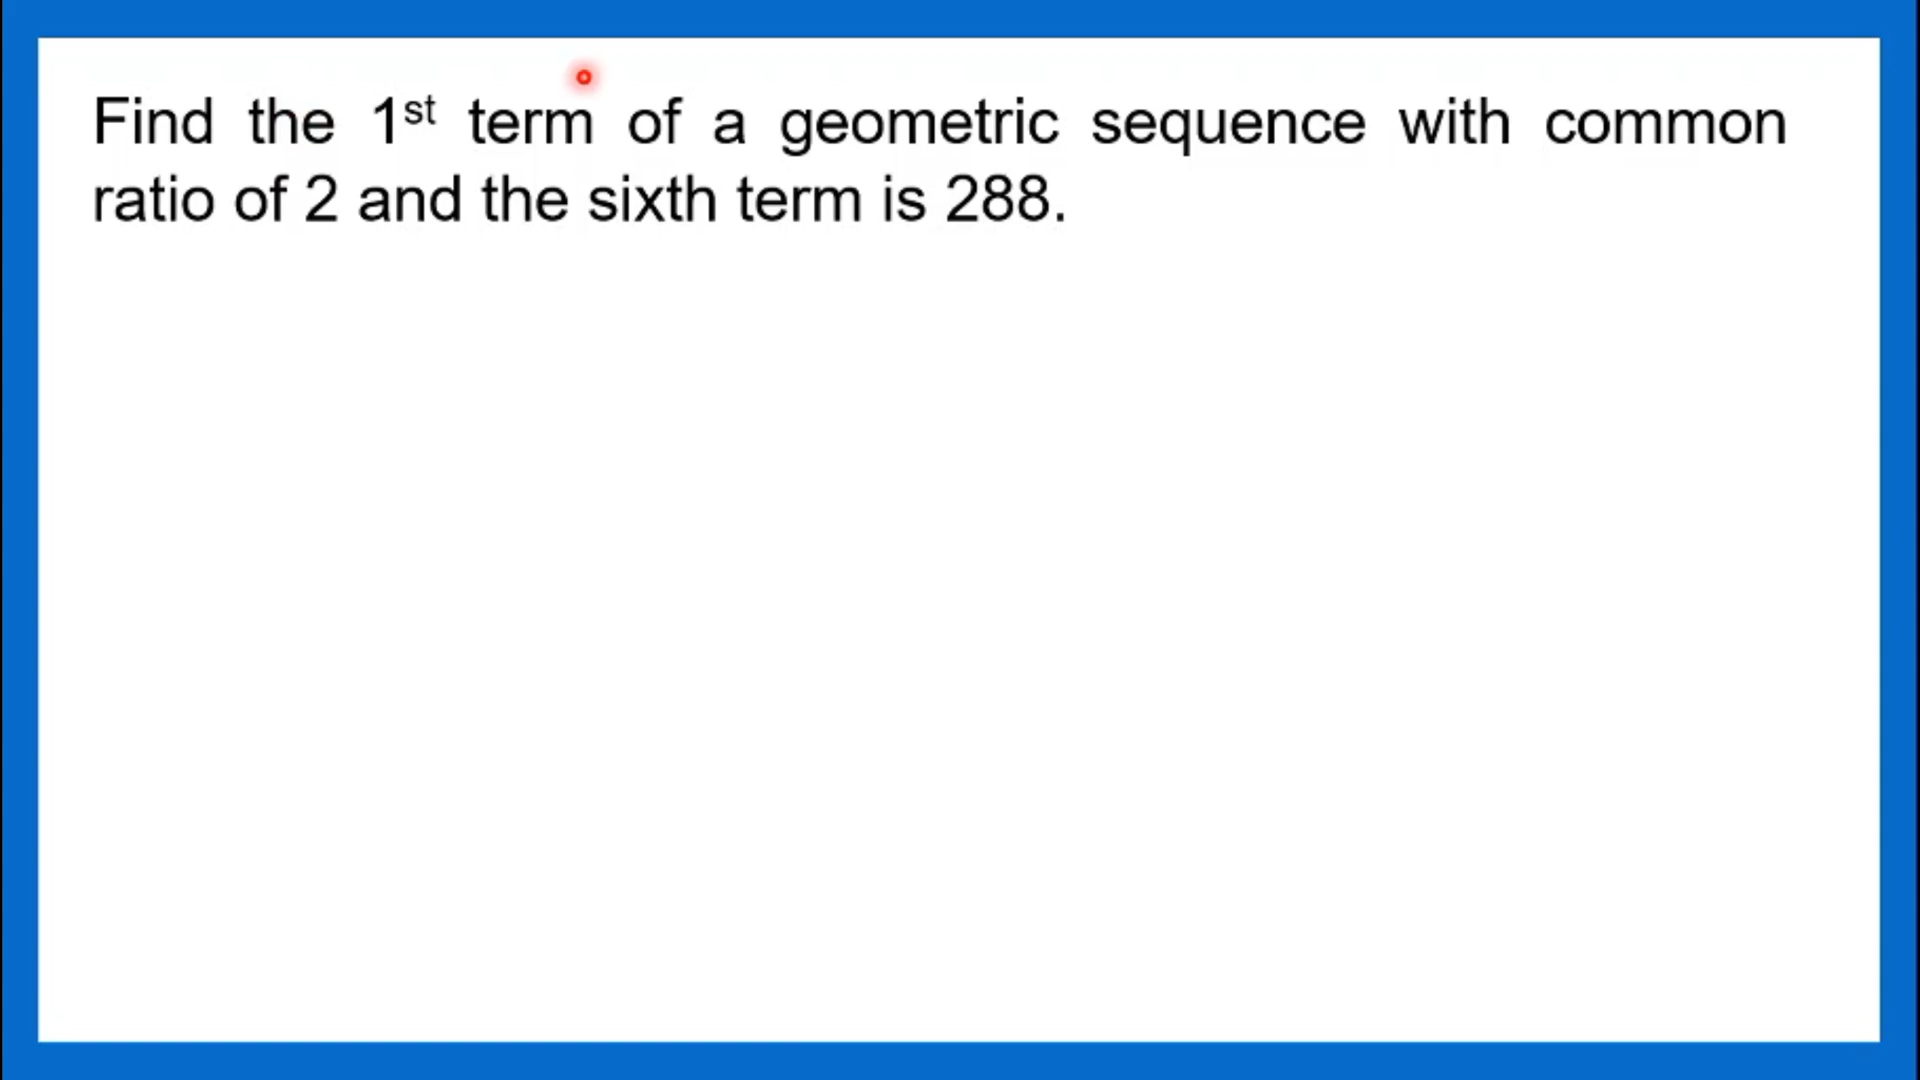 Find the 1st term of a geometric sequence with common
ratio of 2 and the sixth term is 288.